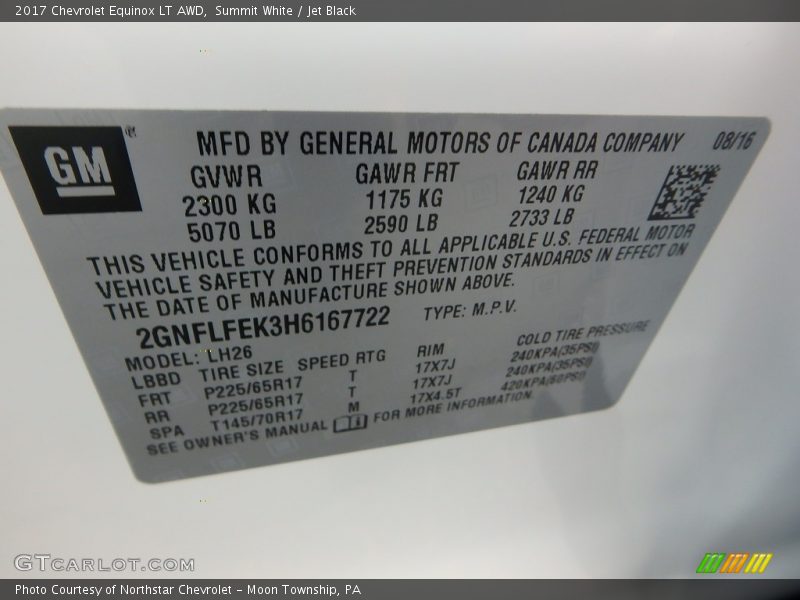 2017 Chevrolet Equinox LT AWD,  Summit White / Jet Black
GM
MFD BY GENERAL MOTORS OF CANADA COMPANY 08/16
GVWR GAWR FRT GAWR RR
2300 KG 1175 KG 1240 KG
5070 LB 2590 LB 2733 LB
THIS VEHICLE CONFORMS TO ALL APPLICABLE U.S. FEDERAL MOTOR
VEHICLE SAFETY AND THEFT PREVENTION STANDARDS IN EFFECT ON
THE DATE OF MANUFACTURE SHOWN ABOVE.
2GNFLFEK3H6167722 TYPE: M.P.V.
MODEL: LH26
LBBD TIRE SIZE SPEED RTG RIM COLD TIRE PRESSURE
FRT P225/65R17 T 17X7J 240KPA(35PSI)
RR P225/65R17 T 17X7J 240KPA(35PSI)
SPA T145/70R17 M 17X4.5T 420KPA(60PSI)
SEE OWNER'S MANUAL FOR MORE INFORMATION.
GTCARLOT.COM
Photo Courtesy of Northstar Chevrolet - Moon Township, PA